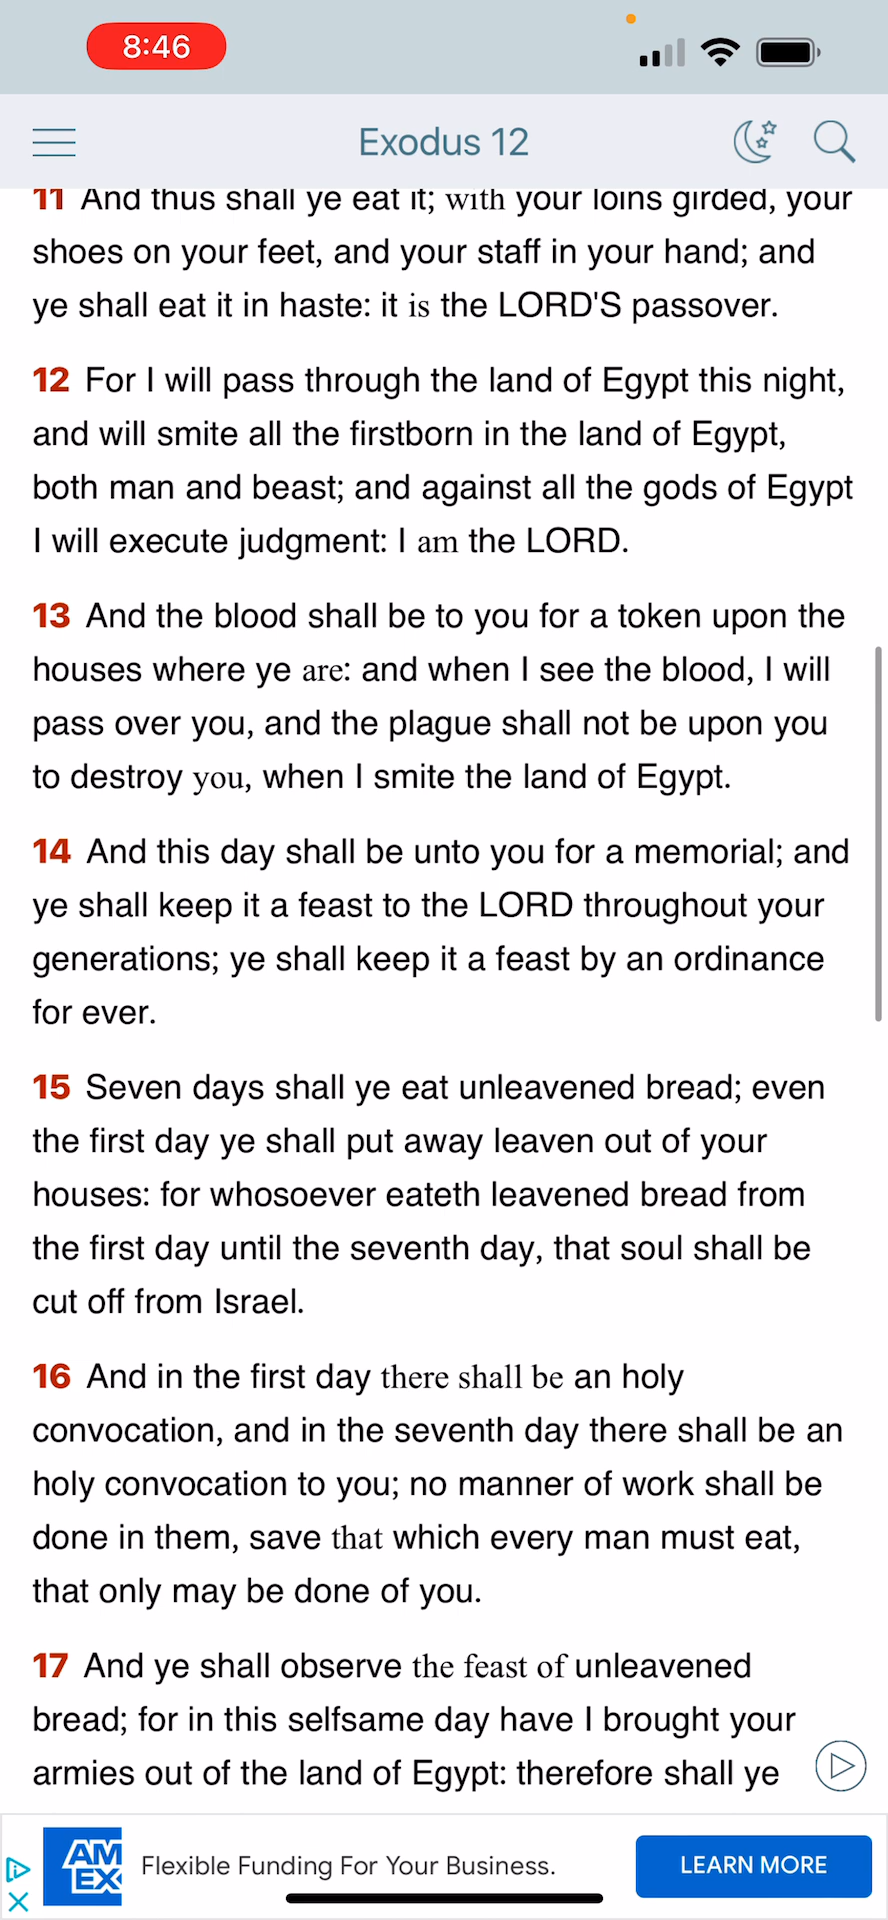 8:46
Exodus 12
11 And thus shall ye eat it; with your loins girded, your
shoes on your feet, and your staff in your hand; and
ye shall eat it in haste: it is the LORD'S passover.
12 For I will pass through the land of Egypt this night,
and will smite all the firstborn in the land of Egypt,
both man and beast; and against all the gods of Egypt
I will execute judgment: I am the LORD.
13 And the blood shall be to you for a token upon the
houses where ye are: and when I see the blood, I will
pass over you, and the plague shall not be upon you
to destroy you, when I smite the land of Egypt.
14 And this day shall be unto you for a memorial; and
ye shall keep it a feast to the LORD throughout your
generations; ye shall keep it a feast by an ordinance
for ever.
15 Seven days shall ye eat unleavened bread; even
the first day ye shall put away leaven out of your
houses: for whosoever eateth leavened bread from
the first day until the seventh day, that soul shall be
cut off from Israel.
16 And in the first day there shall be an holy
convocation, and in the seventh day there shall be an
holy convocation to you; no manner of work shall be
done in them, save that which every man must eat,
that only may be done of you.
17 And ye shall observe the feast of unleavened
bread; for in this selfsame day have I brought your
armies out of the land of Egypt: therefore shall ye
AM
EX
Flexible Funding For Your Business.
LEARN MORE